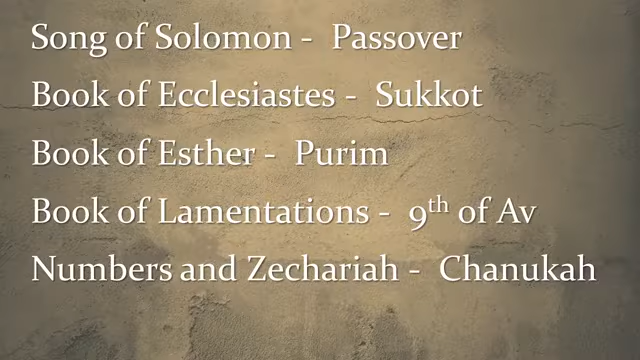 Song of Solomon - Passover
Book of Ecclesiastes - Sukkot
Book of Esther - Purim
Book of Lamentations - 9th of Av
Numbers and Zechariah - Chanukah